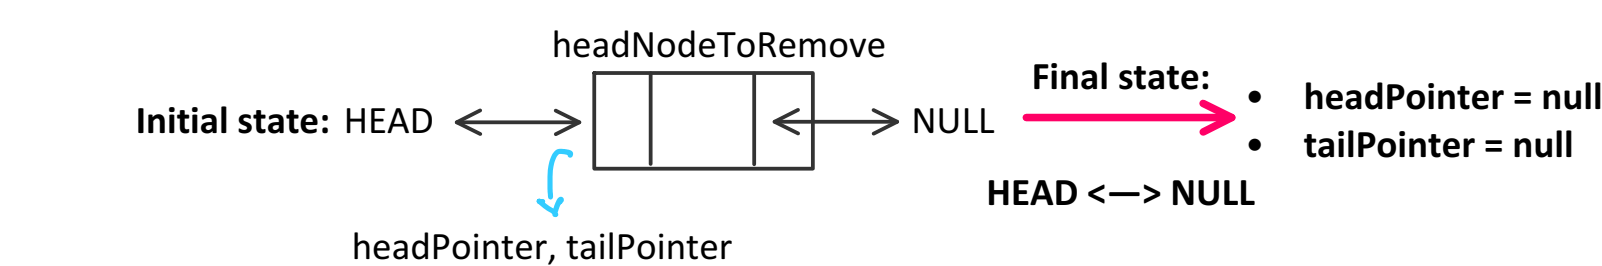 headNodeToRemove
Initial state: HEAD
NULL
Final state:
• headPointer = null
• tailPointer = null
HEAD <—> NULL
headPointer, tailPointer